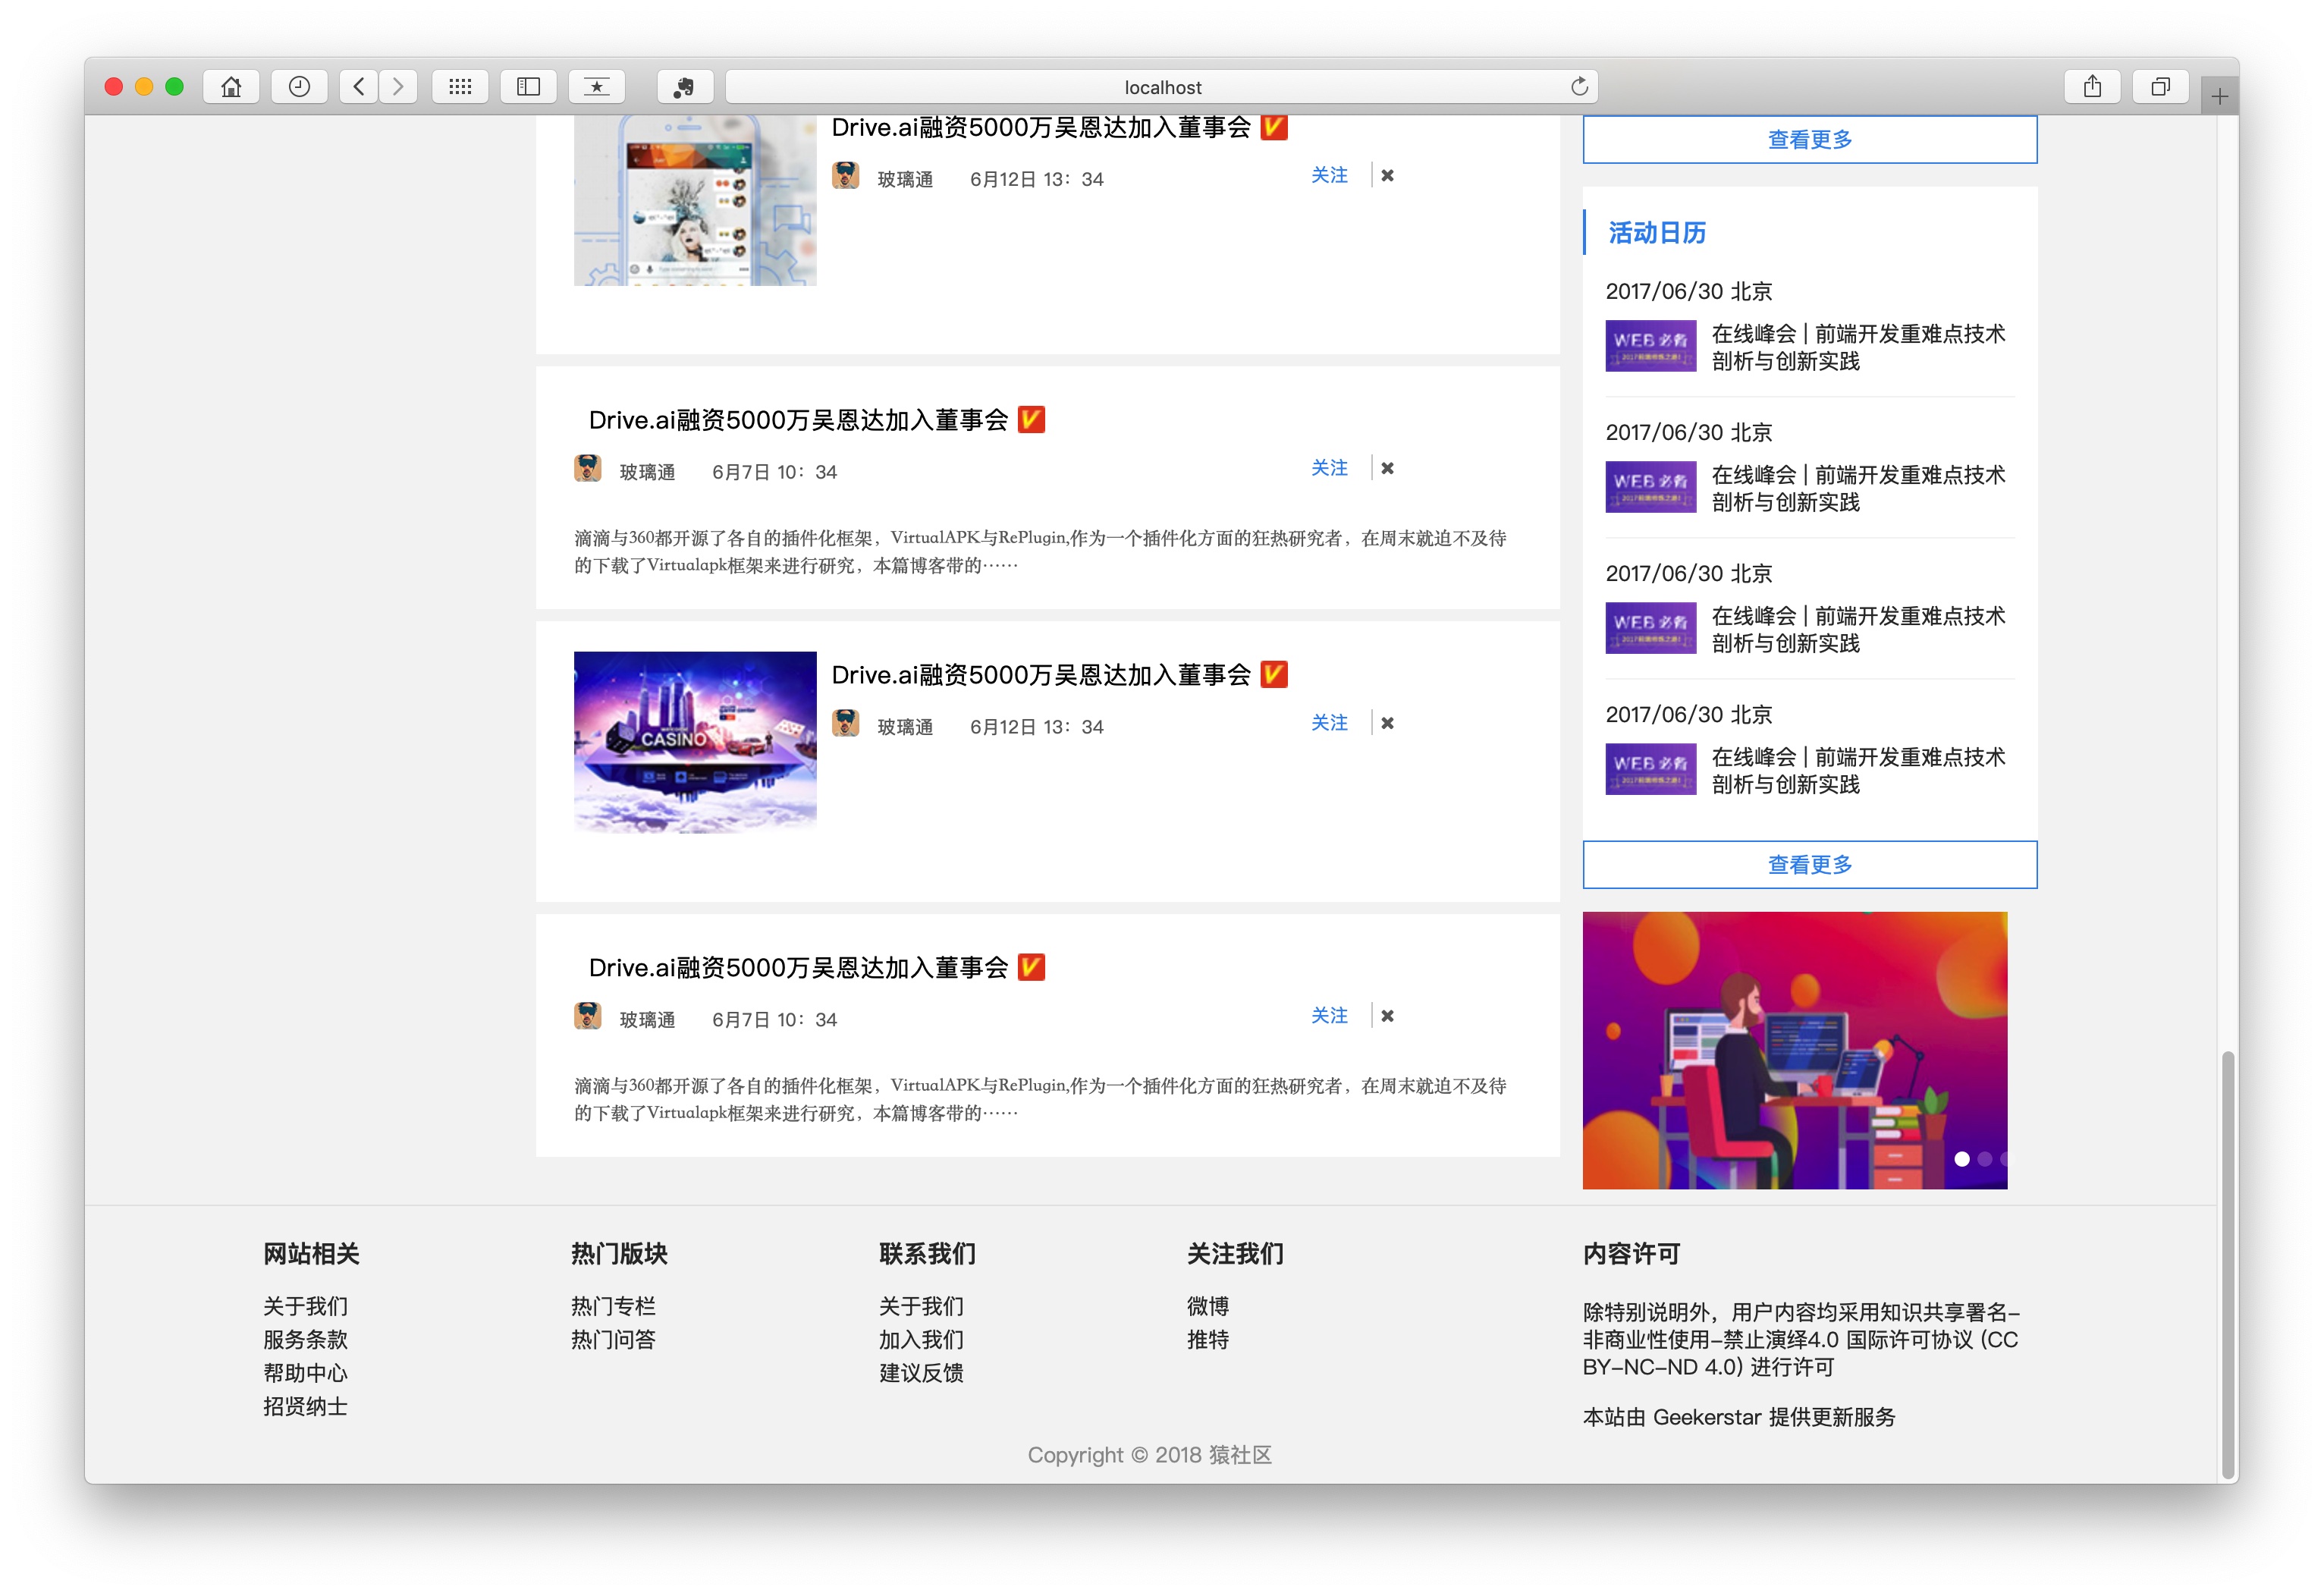 localhost
Drive.ai融资5000万吴恩达加入董事会 V
玻璃通 6月12日 13：34 关注
Drive.ai融资5000万吴恩达加入董事会 V
玻璃通 6月7日 10：34 关注
滴滴与360都开源了各自的插件化框架，VirtualAPK与RePlugin,作为一个插件化方面的狂热研究者，在周末就迫不及待
的下载了Virtualapk框架来进行研究，本篇博客带的……
CASINO
Drive.ai融资5000万吴恩达加入董事会 V
玻璃通 6月12日 13：34 关注
Drive.ai融资5000万吴恩达加入董事会 V
玻璃通 6月7日 10：34 关注
滴滴与360都开源了各自的插件化框架，VirtualAPK与RePlugin,作为一个插件化方面的狂热研究者，在周末就迫不及待
的下载了Virtualapk框架来进行研究，本篇博客带的……
查看更多
活动日历
2017/06/30 北京
WEB 必备
在线峰会 | 前端开发重难点技术
剖析与创新实践
2017/06/30 北京
WEB 必备
在线峰会 | 前端开发重难点技术
剖析与创新实践
2017/06/30 北京
WEB 必备
在线峰会 | 前端开发重难点技术
剖析与创新实践
2017/06/30 北京
WEB 必备
在线峰会 | 前端开发重难点技术
剖析与创新实践
查看更多
网站相关
关于我们
服务条款
帮助中心
招贤纳士
热门版块
热门专栏
热门问答
联系我们
关于我们
加入我们
建议反馈
关注我们
微博
推特
内容许可
除特别说明外，用户内容均采用知识共享署名-
非商业性使用-禁止演绎4.0 国际许可协议 (CC
BY-NC-ND 4.0) 进行许可
本站由 Geekerstar 提供更新服务
Copyright © 2018 猿社区